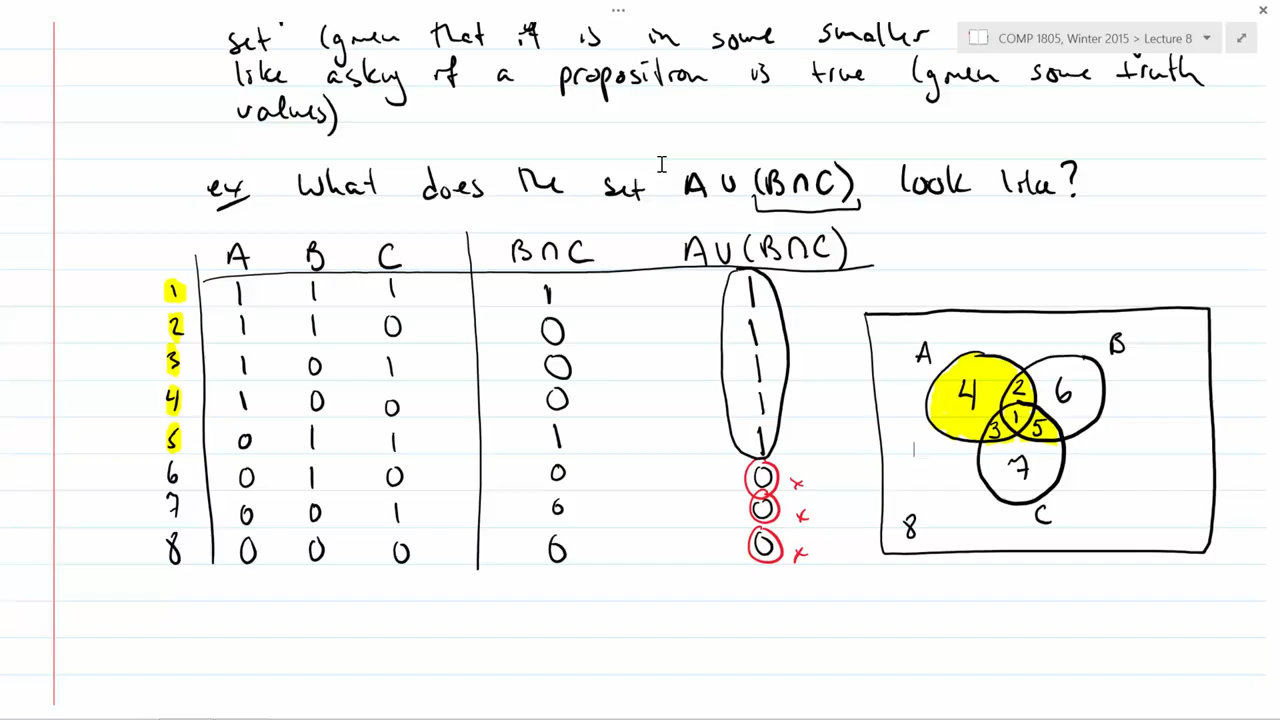 COMP 1805, Winter 2015 > Lecture 8
set (given that it is in some smaller
like asking if a proposition is true (given some truth
values)
ex What does the set A ∪ (B ∩ C) look like?
A B C B ∩ C A ∪ (B ∩ C)
1 1 1 1 1 1
2 1 1 0 0 1
3 1 0 1 0 1
4 1 0 0 0 1
5 0 1 1 1 1
6 0 1 0 0 0 x
7 0 0 1 0 0 x
8 0 0 0 0 0 x
A B
4 2 6
1
3 5
7
C
8